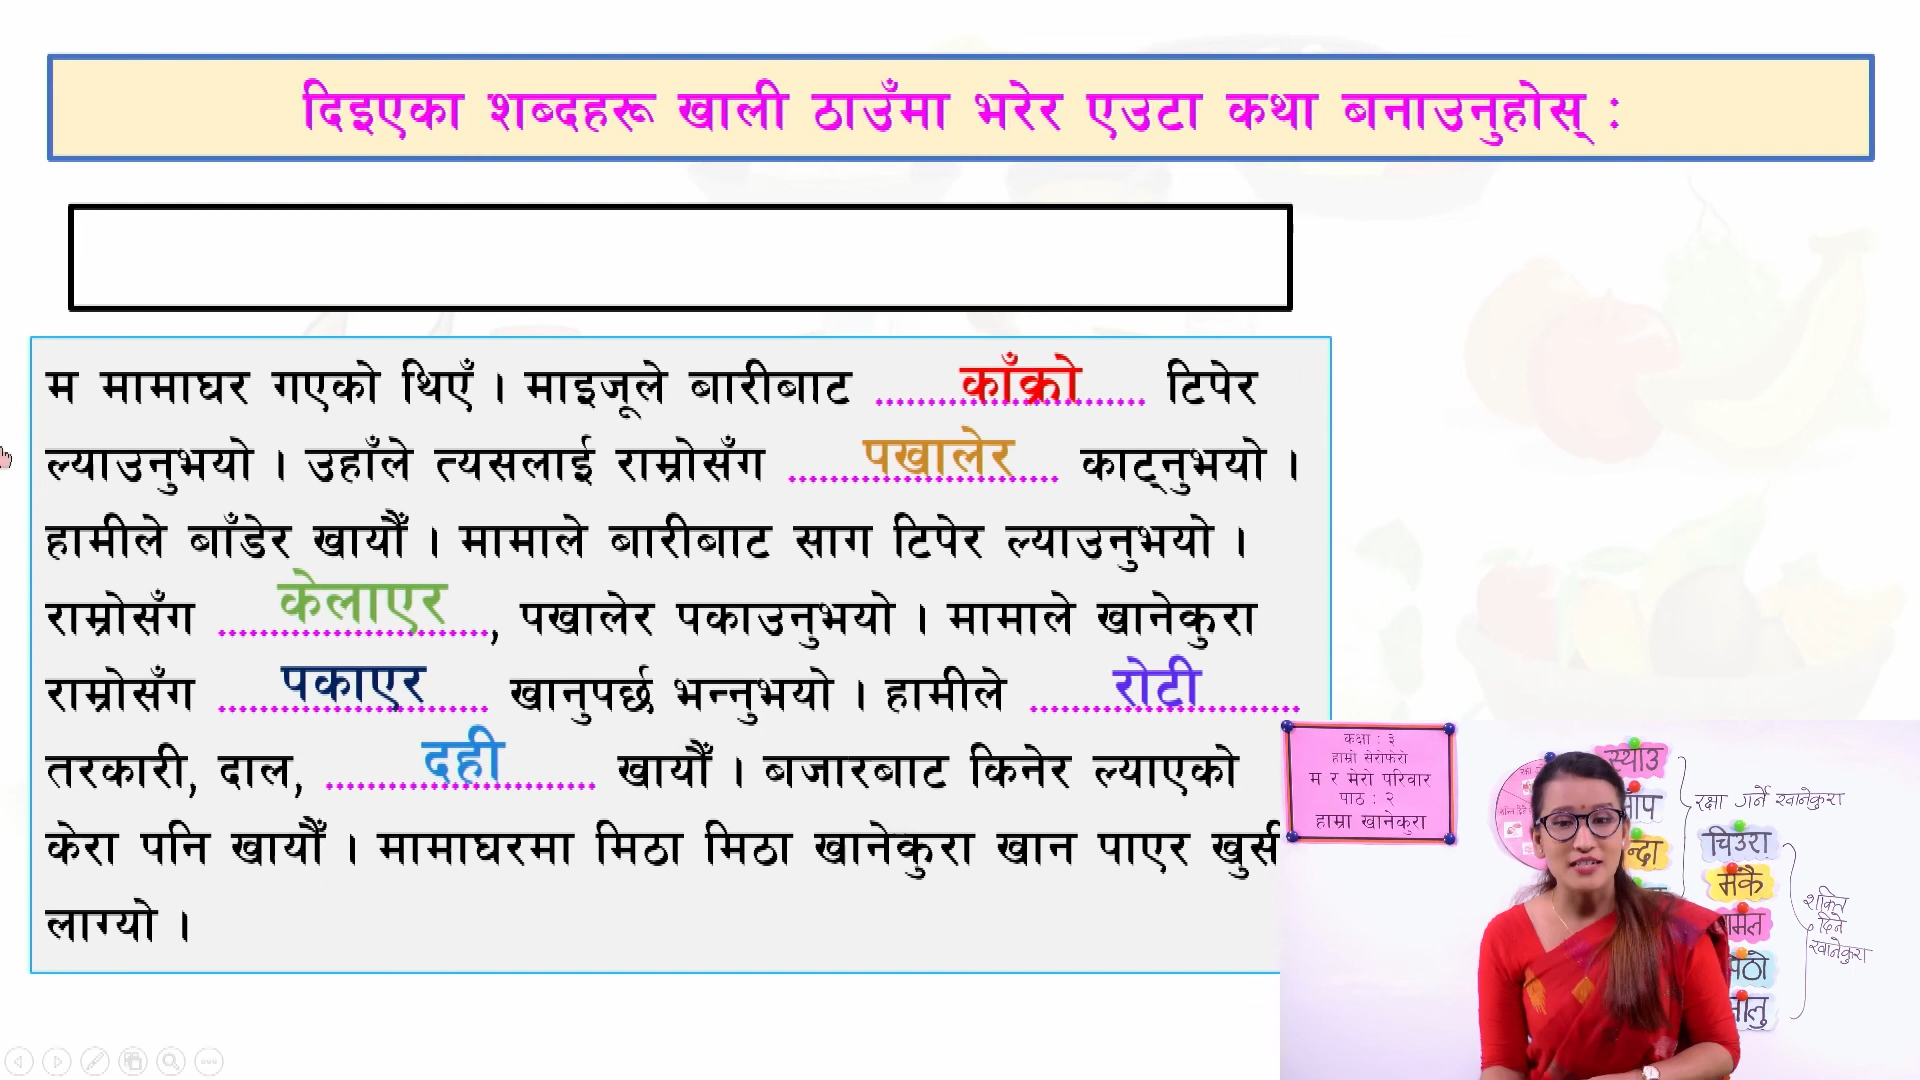 दिइएका शब्दहरू खाली ठाउँमा भरेर एउटा कथा बनाउनुहोस् :
म मामाघर गएको थिएँ । माइजूले बारीबाट ..........काँक्रो.......... टिपेर
ल्याउनुभयो । उहाँले त्यसलाई राम्रोसँग ..........पखालेर.......... काट्नुभयो ।
हामीले बाँडेर खायौँ । मामाले बारीबाट साग टिपेर ल्याउनुभयो ।
राम्रोसँग ..........केलाएर.........., पखालेर पकाउनुभयो । मामाले खानेकुरा
राम्रोसँग ..........पकाएर.......... खानुपर्छ भन्नुभयो । हामीले ..........रोटी..........
तरकारी, दाल, ..........दही.......... खायौँ । बजारबाट किनेर ल्याएको
केरा पनि खायौँ । मामाघरमा मिठा मिठा खानेकुरा खान पाएर
लाग्यो ।
कक्षा : ३
हाम्रो सेरोफेरो
म र मेरो परिवार
पाठ : २
हाम्रा खानेकुरा
स्याउ
रक्षा गर्ने खानेकुरा
चिउरा
मकै
शक्ति
दिने
खानेकुरा